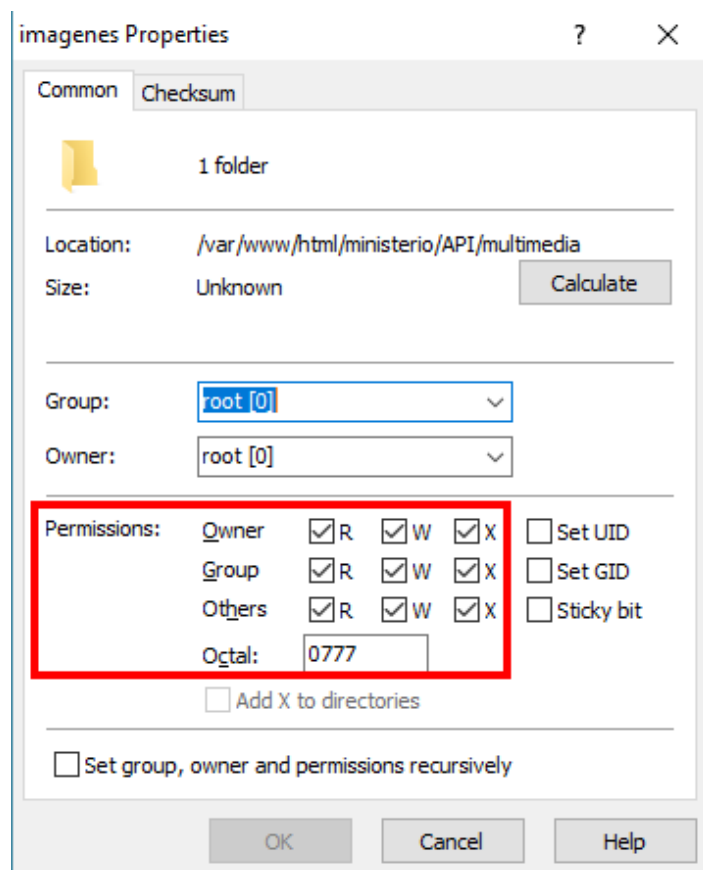 imagenes Properties ? ×
Common Checksum
1 folder
Location: /var/www/html/ministerio/API/multimedia
Size: Unknown Calculate
Group: root [0]
Owner: root [0]
Permissions: Owner R W X Set UID
Group R W X Set GID
Others R W X Sticky bit
Octal: 0777
Add X to directories
Set group, owner and permissions recursively
OK Cancel Help